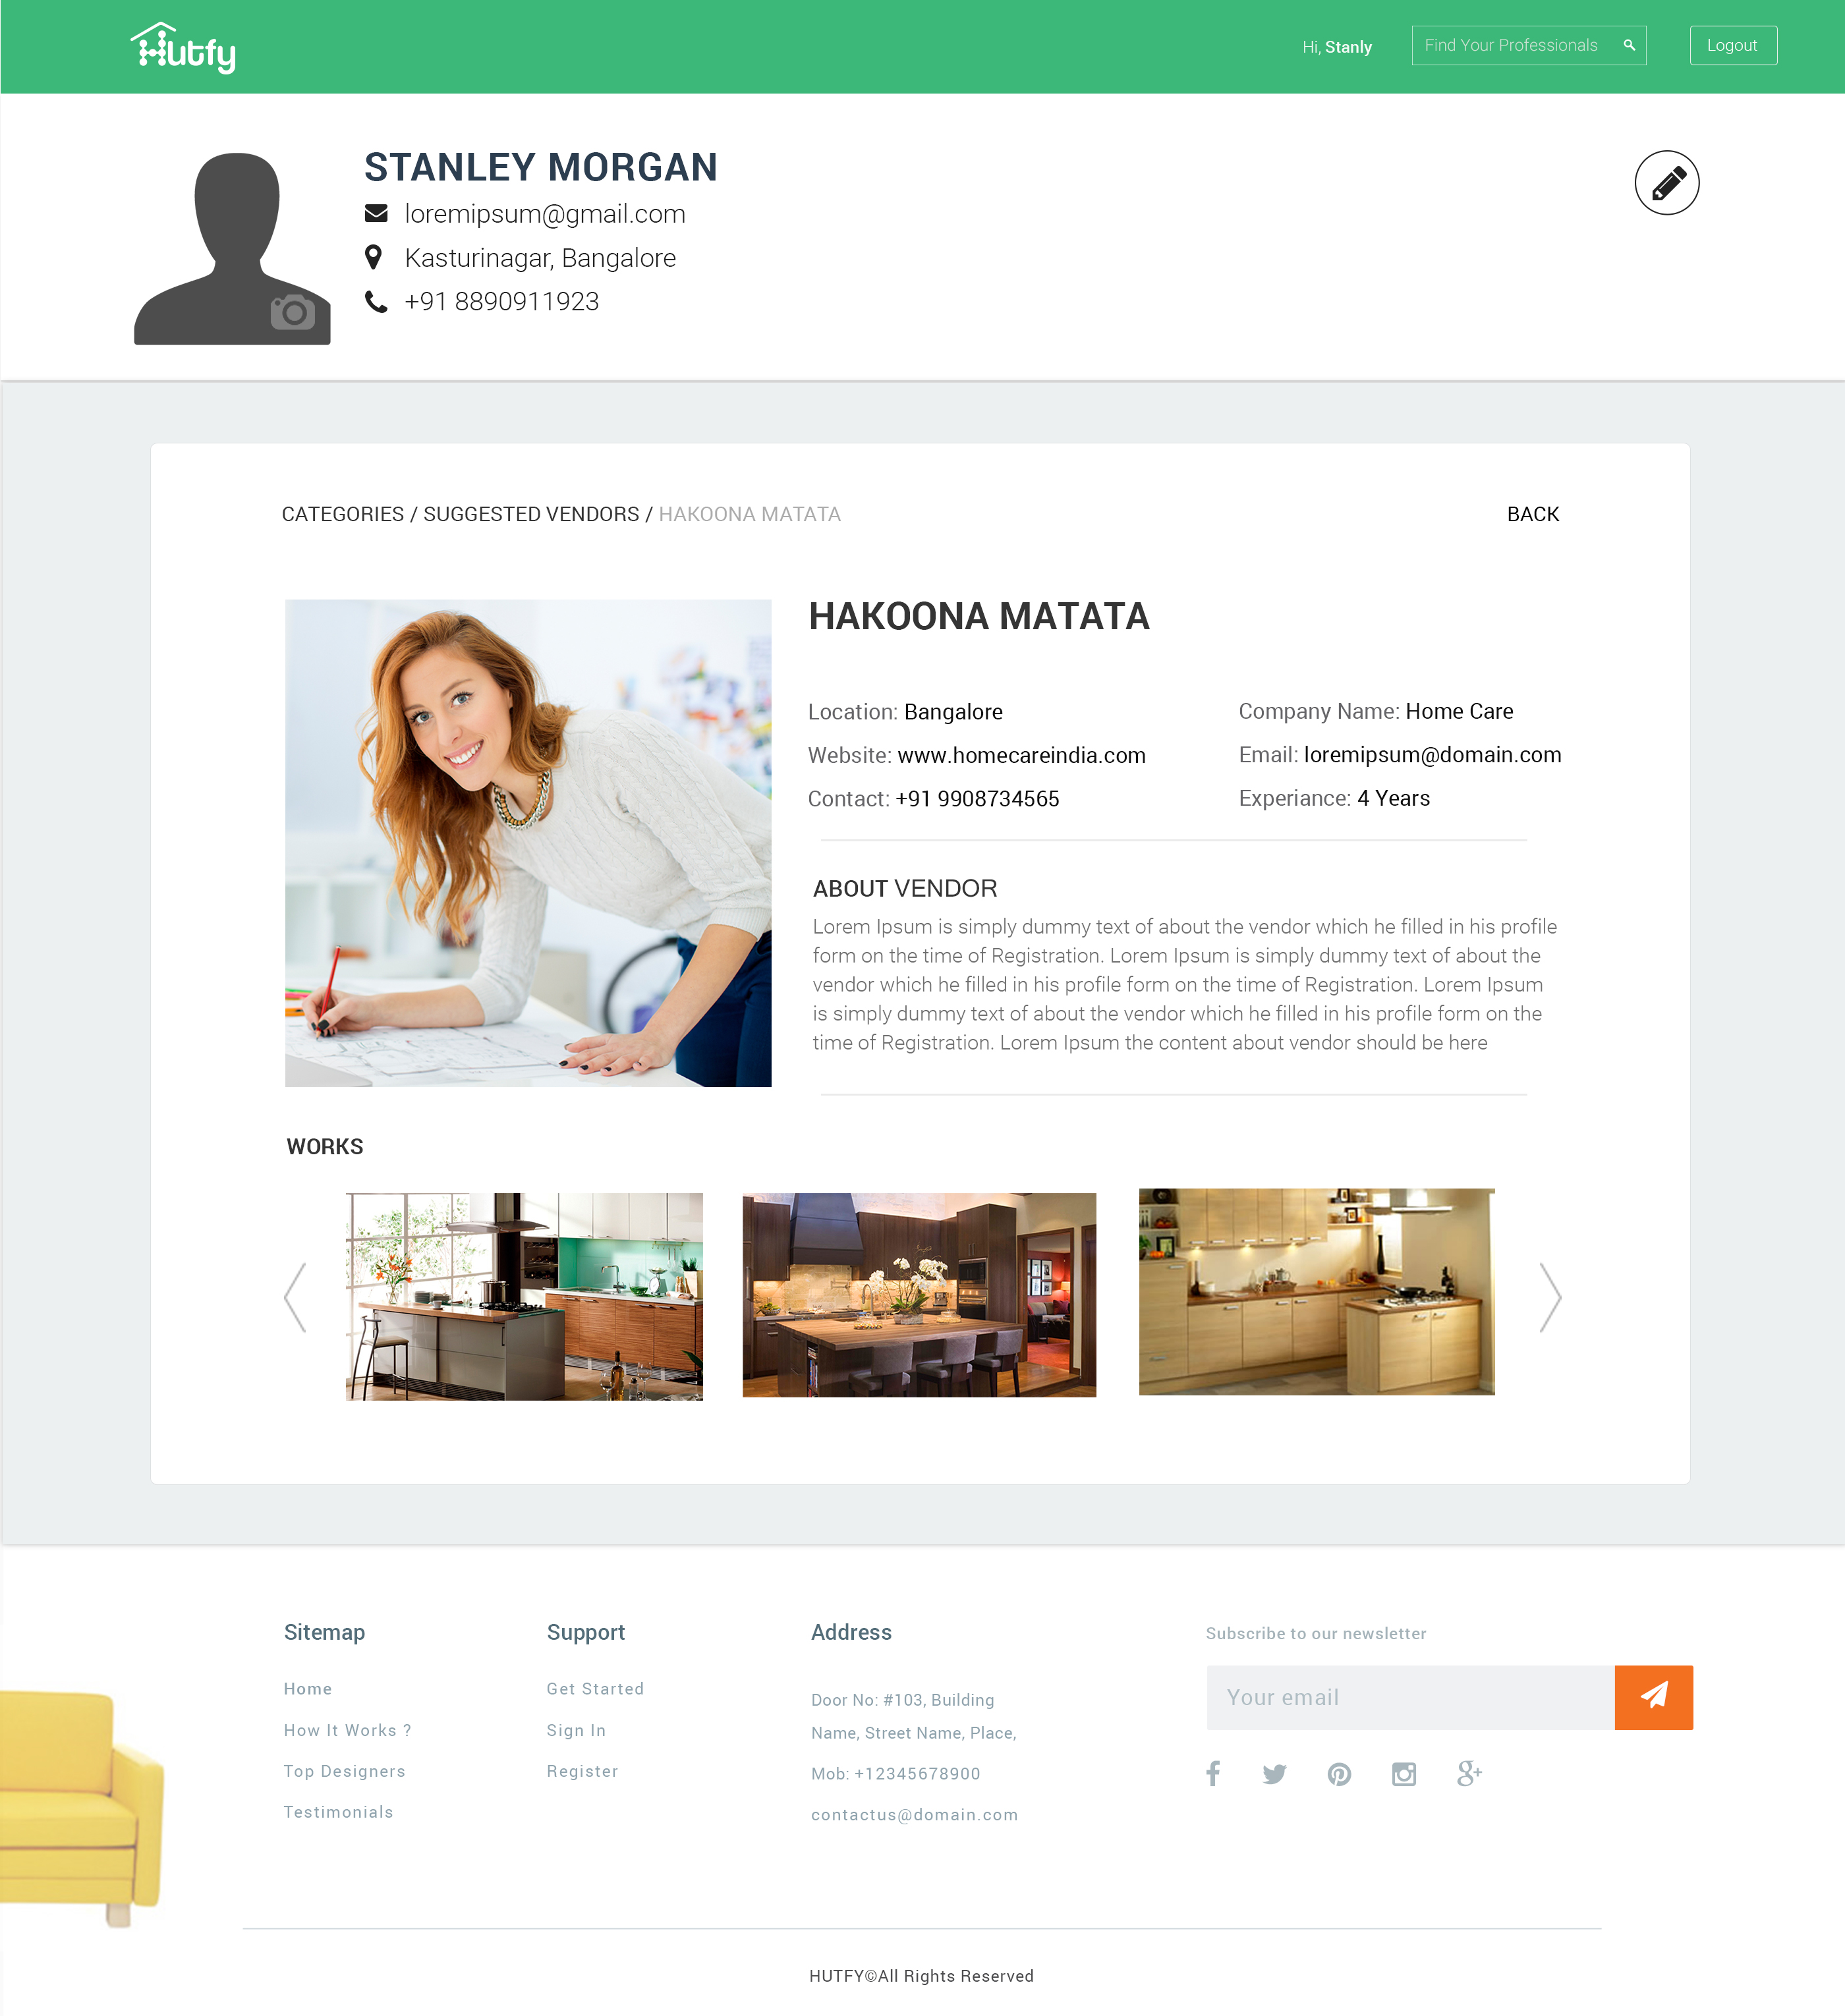 Hutfy
Hi, Stanly
Find Your Professionals
Logout
STANLEY MORGAN
loremipsum@gmail.com
Kasturinagar, Bangalore
+91 8890911923
CATEGORIES / SUGGESTED VENDORS / HAKOONA MATATA
BACK
HAKOONA MATATA
Location: Bangalore
Company Name: Home Care
Website: www.homecareindia.com
Email: loremipsum@domain.com
Contact: +91 9908734565
Experiance: 4 Years
ABOUT VENDOR
Lorem Ipsum is simply dummy text of about the vendor which he filled in his profile
form on the time of Registration. Lorem Ipsum is simply dummy text of about the
vendor which he filled in his profile form on the time of Registration. Lorem Ipsum
is simply dummy text of about the vendor which he filled in his profile form on the
time of Registration. Lorem Ipsum the content about vendor should be here
WORKS
Sitemap
Home
How It Works ?
Top Designers
Testimonials
Support
Get Started
Sign In
Register
Address
Door No: #103, Building
Name, Street Name, Place,
Mob: +12345678900
contactus@domain.com
Subscribe to our newsletter
Your email
HUTFY©All Rights Reserved